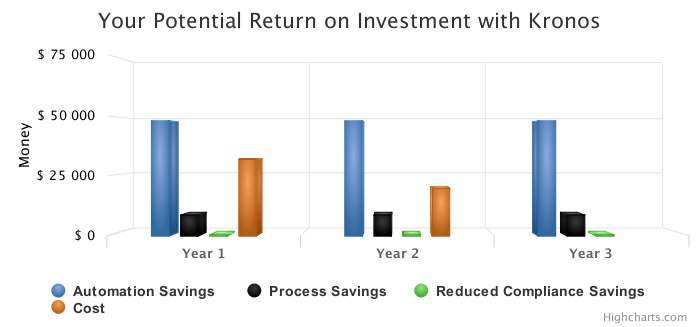 Your Potential Return on Investment with Kronos
$ 75 000
$ 50 000
$ 25 000
$ 0
Money
Year 1 Year 2 Year 3
Automation Savings Process Savings Reduced Compliance Savings
Cost
Highcharts.com